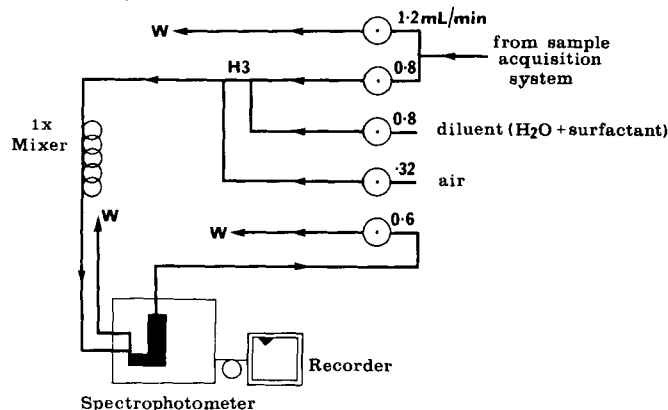 1·2mL/min
W
from sample
acquisition
system
H3
0·8
1x
Mixer
0·8
diluent (H₂O + surfactant)
·32
air
W
0·6
W
Recorder
Spectrophotometer